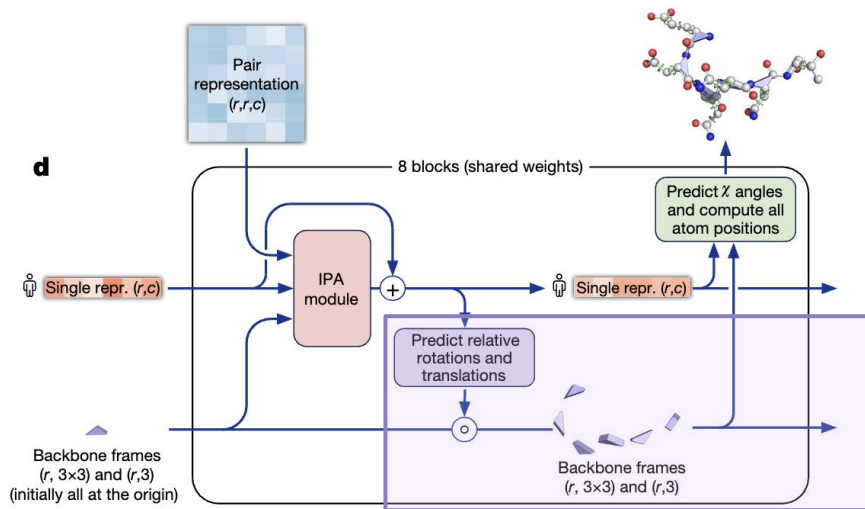 Pair
representation
(r,r,c)
d
8 blocks (shared weights)
Predict χ angles
and compute all
atom positions
Single repr. (r,c)
IPA
module
+
Single repr. (r,c)
Predict relative
rotations and
translations
Backbone frames
(r, 3×3) and (r,3)
(initially all at the origin)
Backbone frames
(r, 3×3) and (r,3)